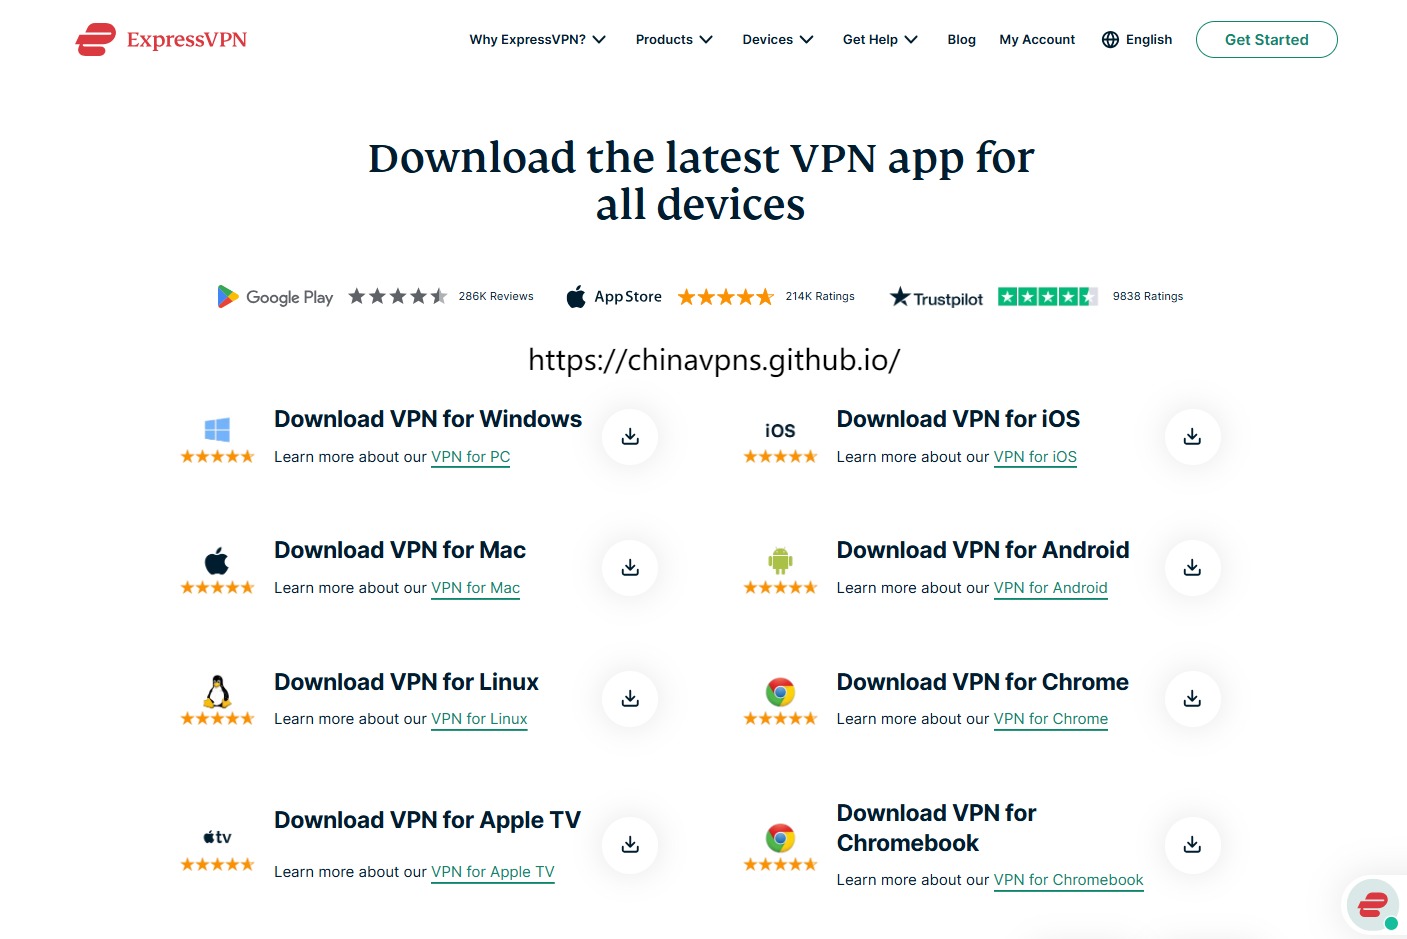 ExpressVPN
Why ExpressVPN? Products Devices Get Help Blog My Account English Get Started
Download the latest VPN app for
all devices
Google Play 286K Reviews App Store 214K Ratings Trustpilot 9838 Ratings
https://chinavpns.github.io/
Download VPN for Windows
Learn more about our VPN for PC
iOS
Download VPN for iOS
Learn more about our VPN for iOS
Download VPN for Mac
Learn more about our VPN for Mac
Download VPN for Android
Learn more about our VPN for Android
Download VPN for Linux
Learn more about our VPN for Linux
Download VPN for Chrome
Learn more about our VPN for Chrome
tv
Download VPN for Apple TV
Learn more about our VPN for Apple TV
Download VPN for
Chromebook
Learn more about our VPN for Chromebook